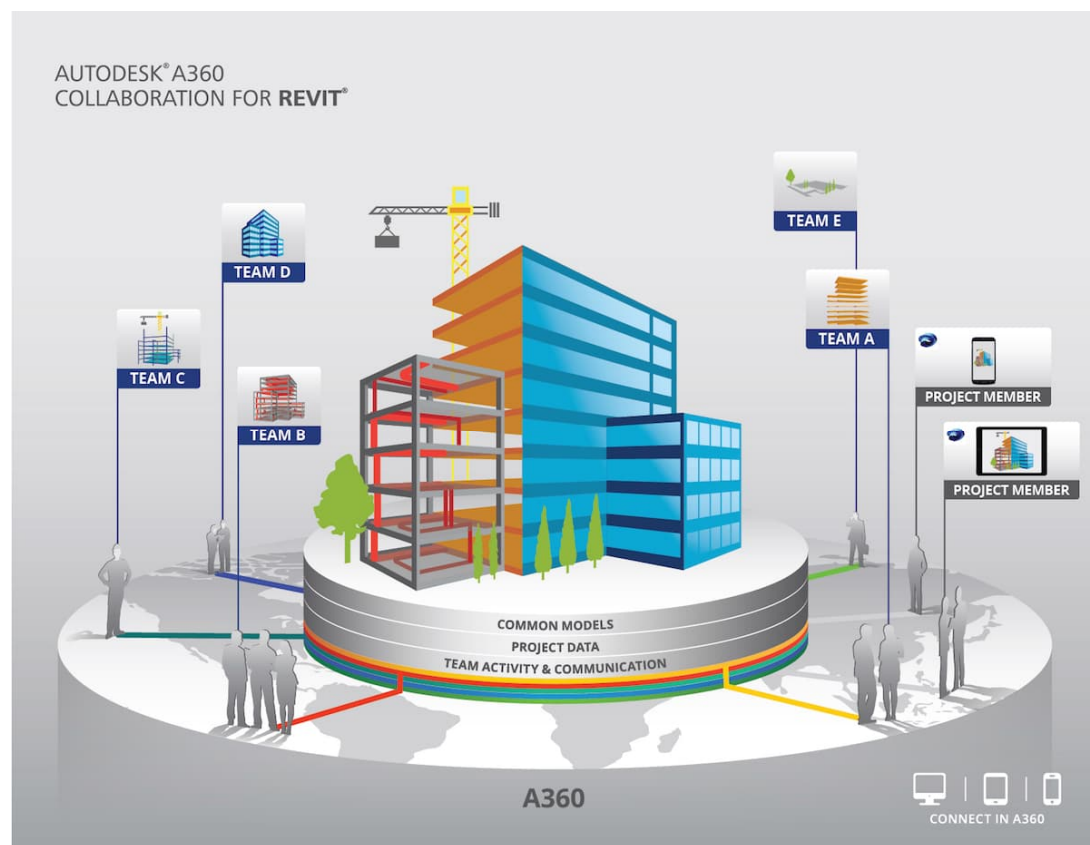 AUTODESK® A360
COLLABORATION FOR REVIT®
TEAM E
TEAM D
TEAM A
TEAM C
PROJECT MEMBER
TEAM B
PROJECT MEMBER
COMMON MODELS
PROJECT DATA
TEAM ACTIVITY & COMMUNICATION
A360
CONNECT IN A360